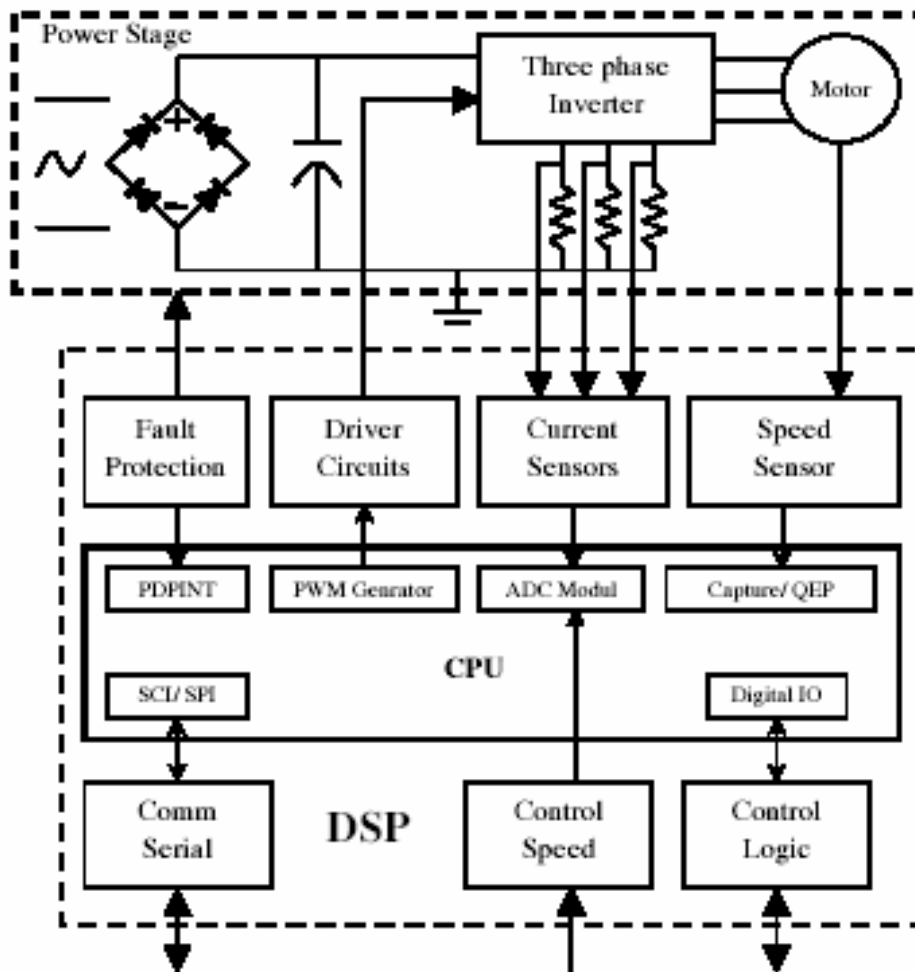 Power Stage
Three phase
Inverter
Motor
+
-
Fault
Protection
Driver
Circuits
Current
Sensors
Speed
Sensor
PDPINT
PWM Genrator
ADC Modul
Capture/ QEP
CPU
SCI/ SPI
Digital IO
Comm
Serial
DSP
Control
Speed
Control
Logic